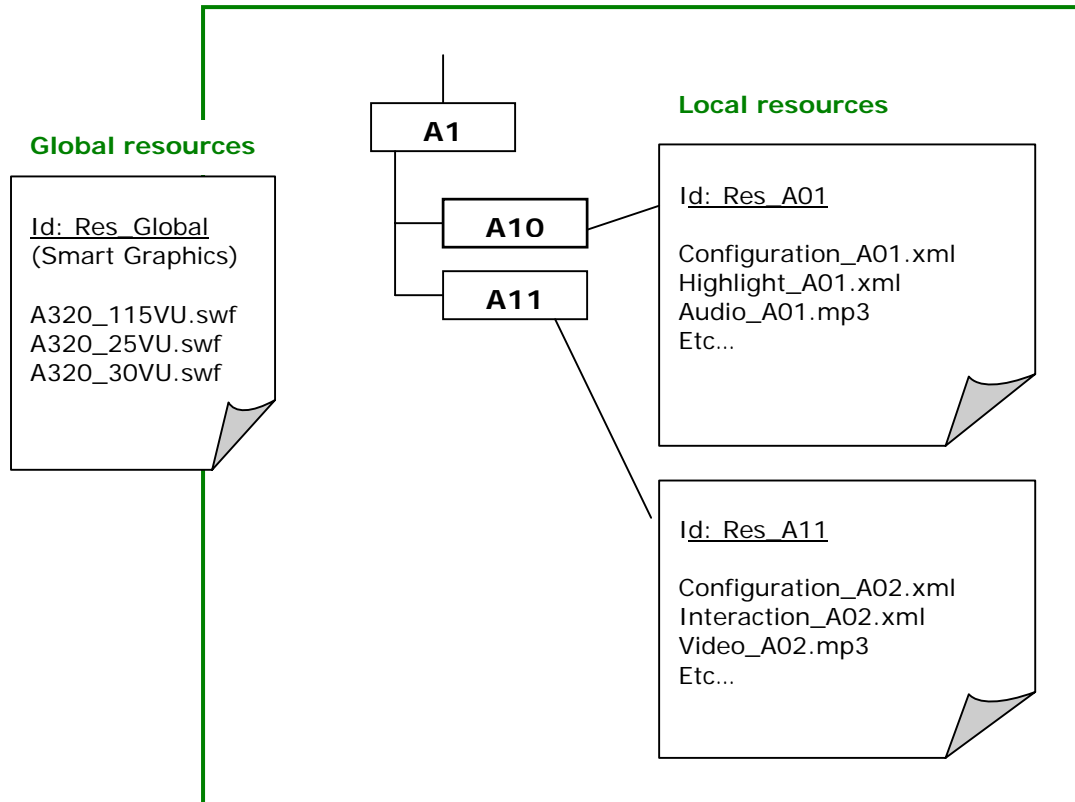 Global resources
Id: Res_Global
(Smart Graphics)
A320_115VU.swf
A320_25VU.swf
A320_30VU.swf
A1
A10
A11
Local resources
Id: Res_A01
Configuration_A01.xml
Highlight_A01.xml
Audio_A01.mp3
Etc…
Id: Res_A11
Configuration_A02.xml
Interaction_A02.xml
Video_A02.mp3
Etc…